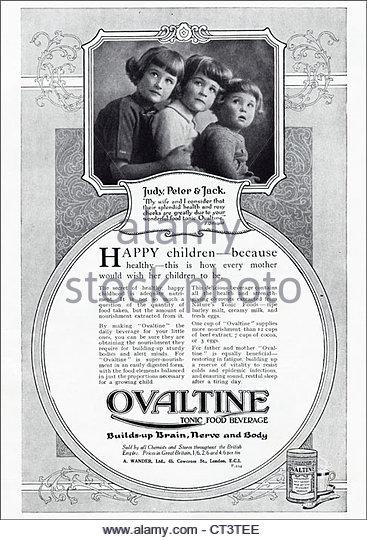 Judy, Peter & Jack.
"My wife and I consider that
their splendid health and rosy
cheeks are greatly due to your
wonderful food tonic Ovaltine."
HAPPY children—because
healthy—this is how every mother
would wish her children to be.
The secret of healthy, happy
childhood is adequate nutri-
tion. It is not so much a
question of the quantity of
food taken, but the amount of
nourishment extracted from it.
By making "Ovaltine" the
daily beverage for your little
ones, you can be sure they are
obtaining the nourishment they
require for building-up sturdy
bodies and alert minds. For
"Ovaltine" is super-nourish-
ment in an easily digested form,
with the food elements balanced
in just the proportions necessary
for a growing child.
This delicious beverage contains
all the health and strength-
Nature's Tonic Foods—ripe
barley malt, creamy milk, and
fresh eggs.
One cup of "Ovaltine" supplies
more nourishment than 12 cups
of beef extract, 7 cups of cocoa,
or 3 eggs.
For father and mother "Oval-
tine" is equally beneficial—
restoring in fatigue, building up
a reserve of vitality to resist
colds and epidemic infections,
and ensuring sound, restful sleep
after a tiring day.
OVALTINE
TONIC FOOD BEVERAGE
Builds-up Brain, Nerve and Body
Sold by all Chemists and Stores throughout the British
Empire. Prices in Great Britain, 1/6, 2/6 and 4/6 per tin
A. WANDER, Ltd., 45, Cowcross St., London, E.C.1.
OVALTINE
alamy
stock photo
www.alamy.com - CT3TEE